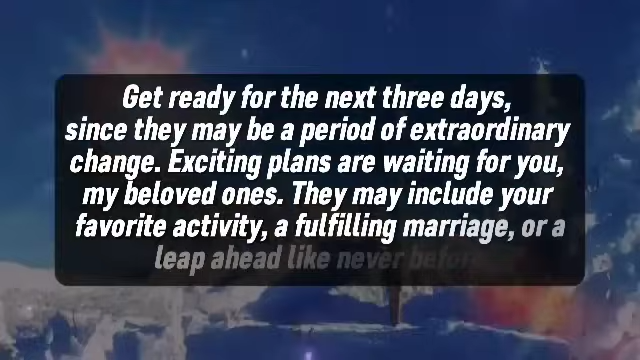 Get ready for the next three days,
since they may be a period of extraordinary
change. Exciting plans are waiting for you,
my beloved ones. They may include your
favorite activity, a fulfilling marriage, or a
leap ahead like never before